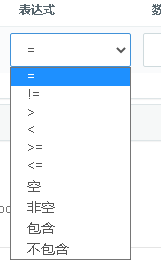 表达式
=
=
!=
>
<
>=
<=
空
非空
包含
不包含